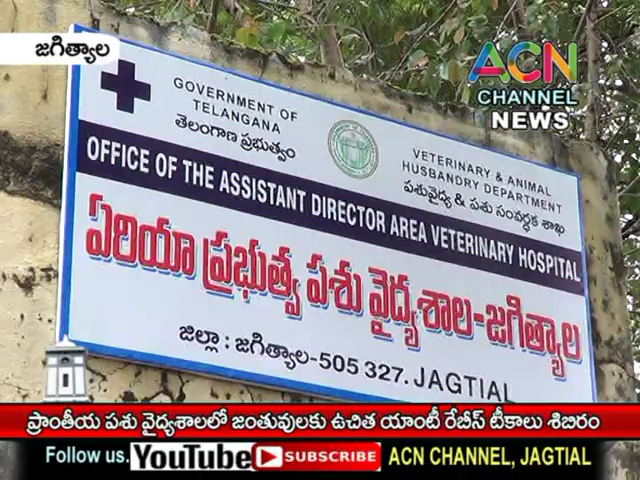 జగిత్యాల
ACN
CHANNEL
NEWS
GOVERNMENT OF
TELANGANA
తెలంగాణ ప్రభుత్వం
VETERINARY & ANIMAL
HUSBANDRY DEPARTMENT
పశువైద్య & పశు సంవర్ధక శాఖ
OFFICE OF THE ASSISTANT DIRECTOR AREA VETERINARY HOSPITAL
ఏరియా ప్రభుత్వ పశు వైద్యశాల-జగిత్యాల
జిల్లా : జగిత్యాల-505 327. JAGTIAL
ప్రాంతీయ పశు వైద్యశాలలో జంతువులకు ఉచిత యాంటీ రేబీస్ టీకాలు శిబిరం
Follow us. YouTube SUBSCRIBE ACN CHANNEL, JAGTIAL